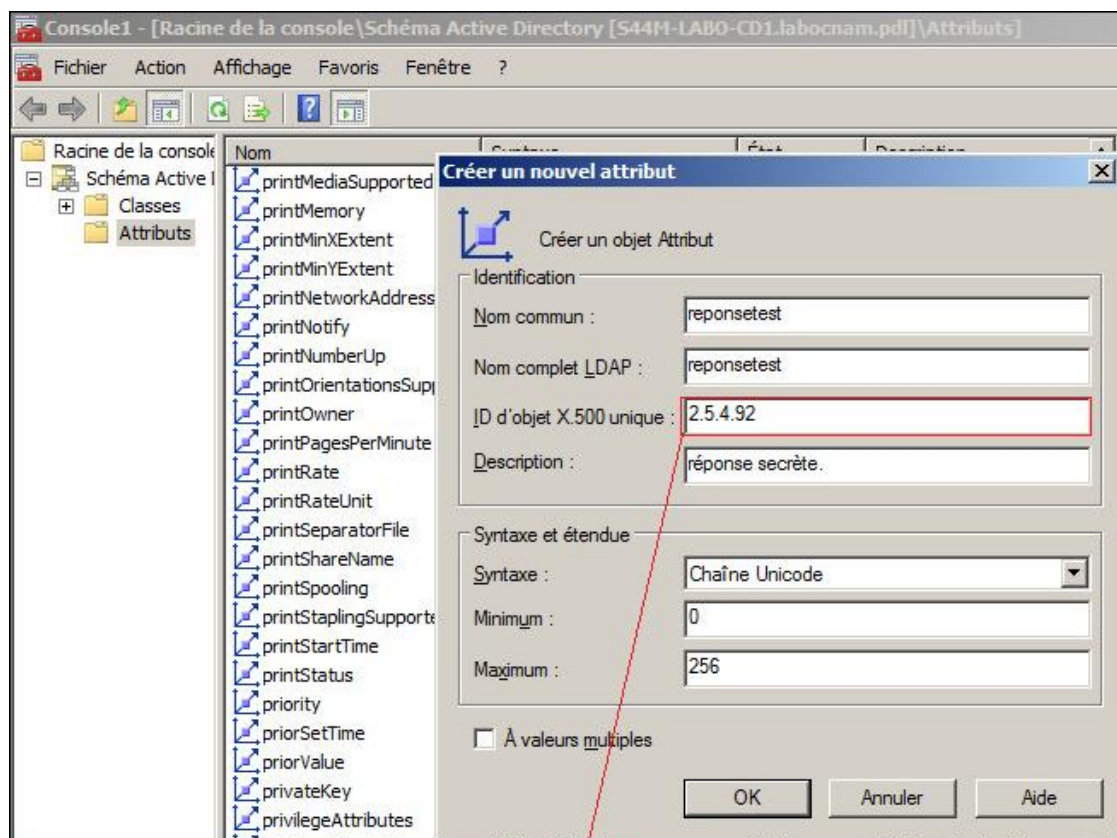 Console1 - [Racine de la console\Schéma Active Directory [S44M-LABO-CD1.labocnam.pdl]\Attributs]
Fichier Action Affichage Favoris Fenêtre ?
Racine de la console
Schéma Active
Classes
Attributs
Nom
printMediaSupported
printMemory
printMinXExtent
printMinYExtent
printNetworkAddress
printNotify
printNumberUp
printOrientationsSupp
printOwner
printPagesPerMinute
printRate
printRateUnit
printSeparatorFile
printShareName
printSpooling
printStaplingSupporte
printStartTime
printStatus
priority
priorSetTime
priorValue
privateKey
privilegeAttributes
Créer un nouvel attribut
Créer un objet Attribut
Identification
Nom commun : reponsetest
Nom complet LDAP : reponsetest
ID d'objet X.500 unique : 2.5.4.92
Description : réponse secrète.
Syntaxe et étendue
Syntaxe : Chaîne Unicode
Minimum : 0
Maximum : 256
À valeurs multiples
OK Annuler Aide